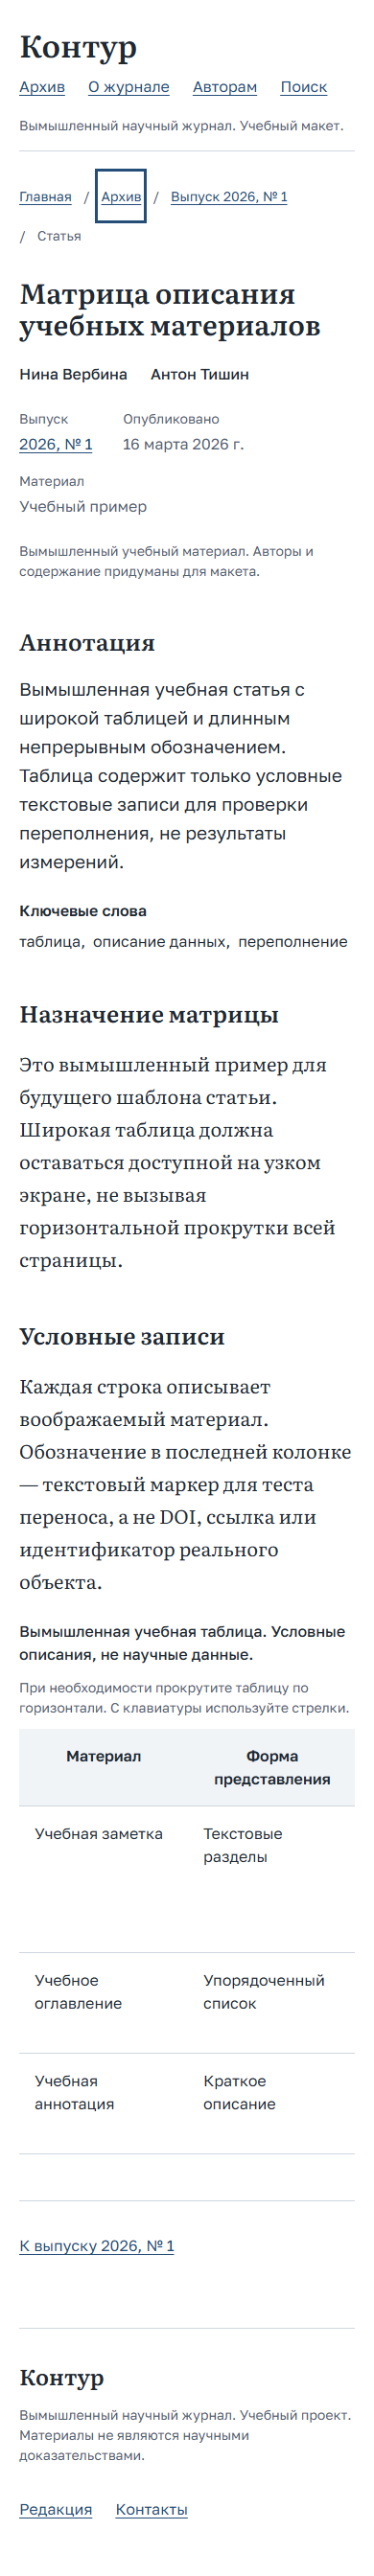 Контур
Архив О журнале Авторам Поиск
Вымышленный научный журнал. Учебный макет.
Главная / Архив / Выпуск 2026, № 1
/ Статья
Матрица описания
учебных материалов
Нина Вербина Антон Тишин
Выпуск Опубликовано
2026, № 1 16 марта 2026 г.
Материал
Учебный пример
Вымышленный учебный материал. Авторы и
содержание придуманы для макета.
Аннотация
Вымышленная учебная статья с
широкой таблицей и длинным
непрерывным обозначением.
Таблица содержит только условные
текстовые записи для проверки
переполнения, не результаты
измерений.
Ключевые слова
таблица, описание данных, переполнение
Назначение матрицы
Это вымышленный пример для
будущего шаблона статьи.
Широкая таблица должна
оставаться доступной на узком
экране, не вызывая
горизонтальной прокрутки всей
страницы.
Условные записи
Каждая строка описывает
воображаемый материал.
Обозначение в последней колонке
— текстовый маркер для теста
переноса, а не DOI, ссылка или
идентификатор реального
объекта.
Вымышленная учебная таблица. Условные
описания, не научные данные.
При необходимости прокрутите таблицу по
горизонтали. С клавиатуры используйте стрелки.
Материал Форма
представления
Учебная заметка Текстовые
разделы
Учебное Упорядоченный
оглавление список
Учебная Краткое
аннотация описание
К выпуску 2026, № 1
Контур
Вымышленный научный журнал. Учебный проект.
Материалы не являются научными
доказательствами.
Редакция Контакты